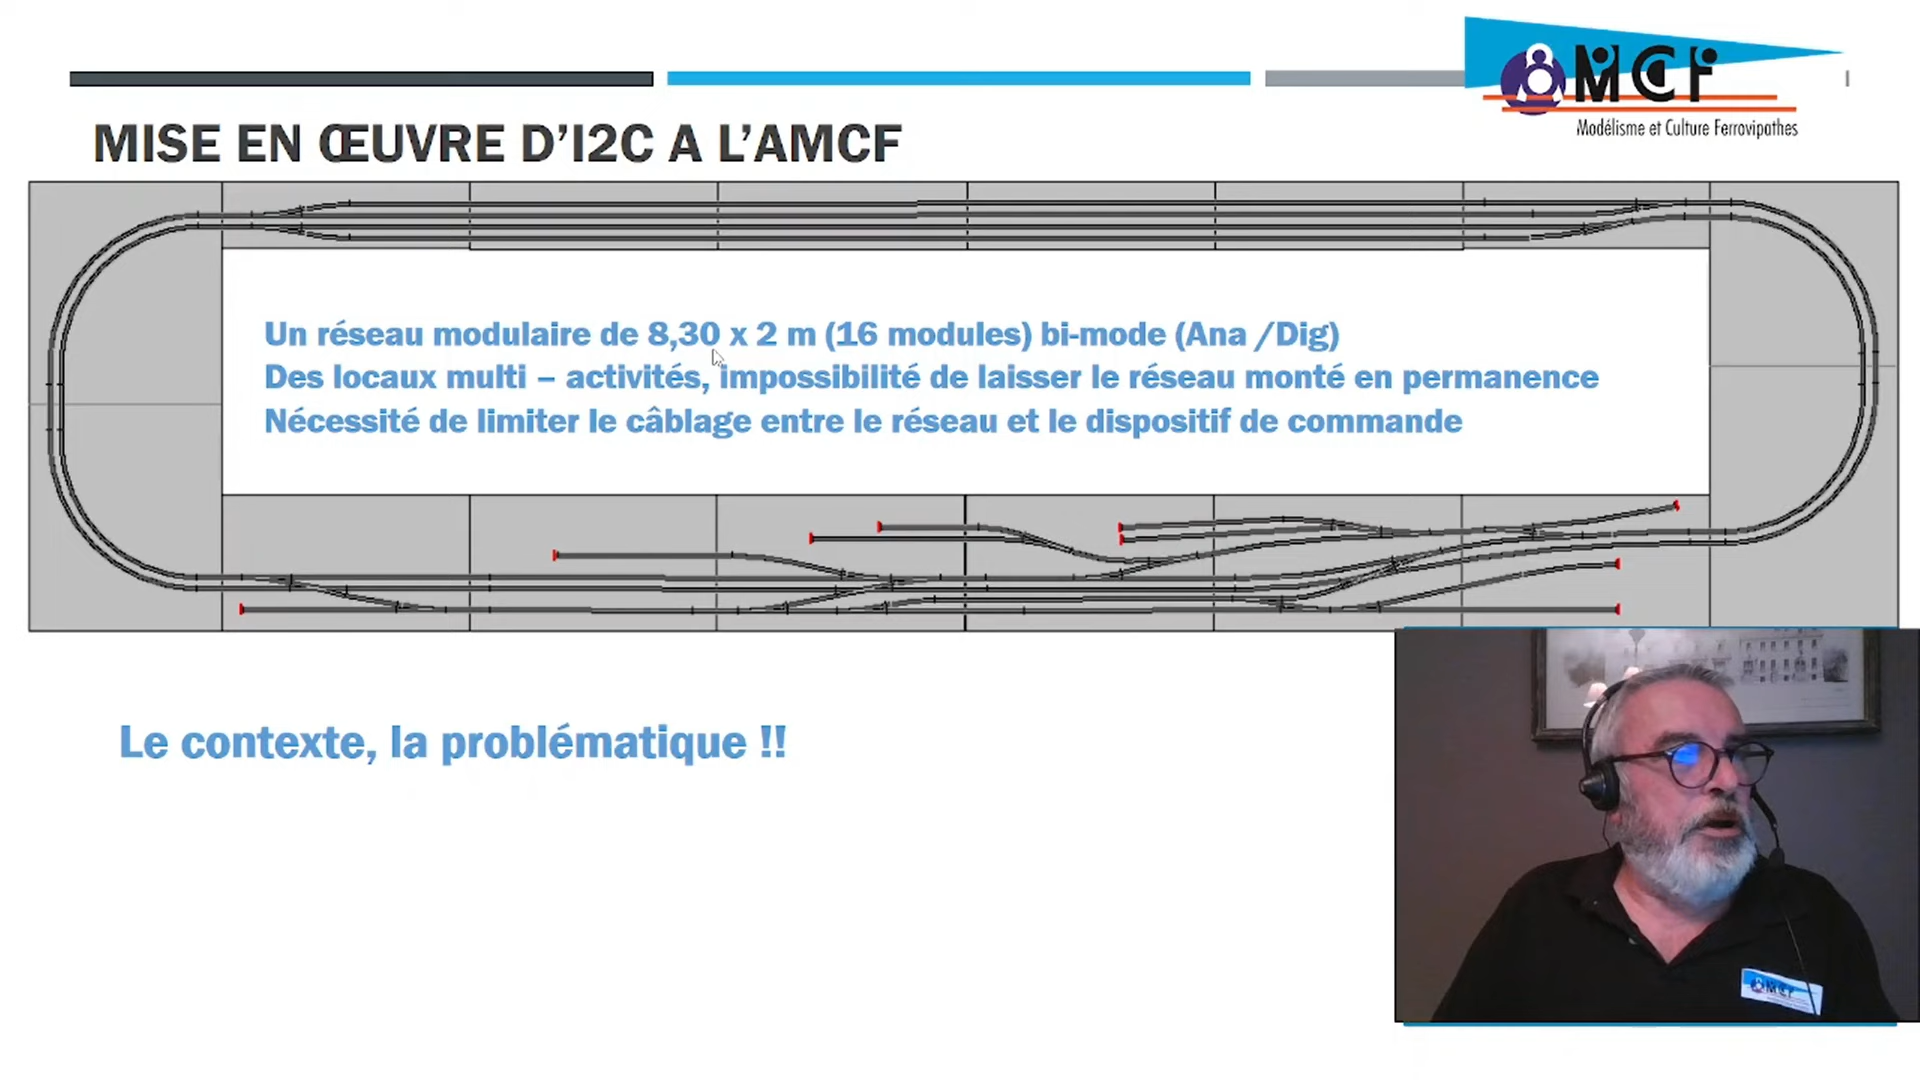 MCF
Modélisme et Culture Ferrovipathes
MISE EN ŒUVRE D'I2C A L'AMCF
Un réseau modulaire de 8,30 x 2 m (16 modules) bi-mode (Ana /Dig)
Des locaux multi – activités, impossibilité de laisser le réseau monté en permanence
Nécessité de limiter le câblage entre le réseau et le dispositif de commande
Le contexte, la problématique !!
MCF